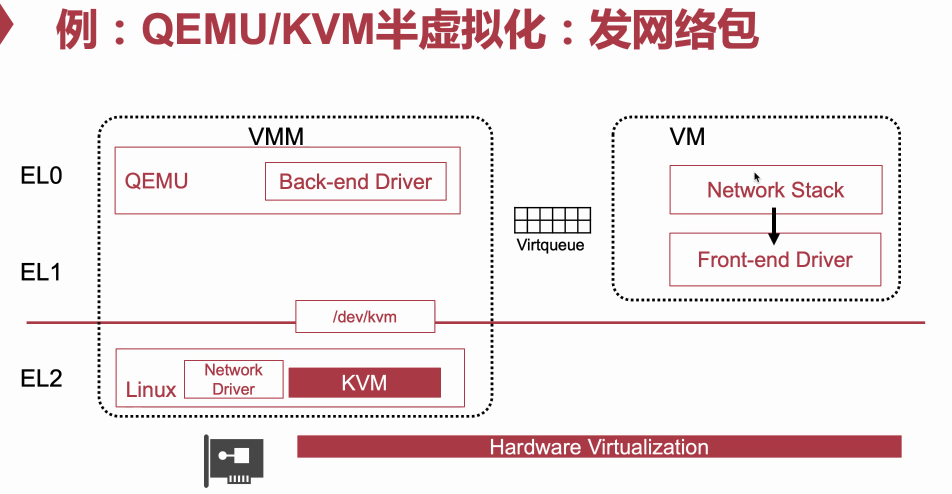 例：QEMU/KVM半虚拟化：发网络包
VMM
VM
EL0
QEMU
Back-end Driver
Network Stack
Virtqueue
EL1
Front-end Driver
/dev/kvm
EL2
Linux
Network
Driver
KVM
Hardware Virtualization